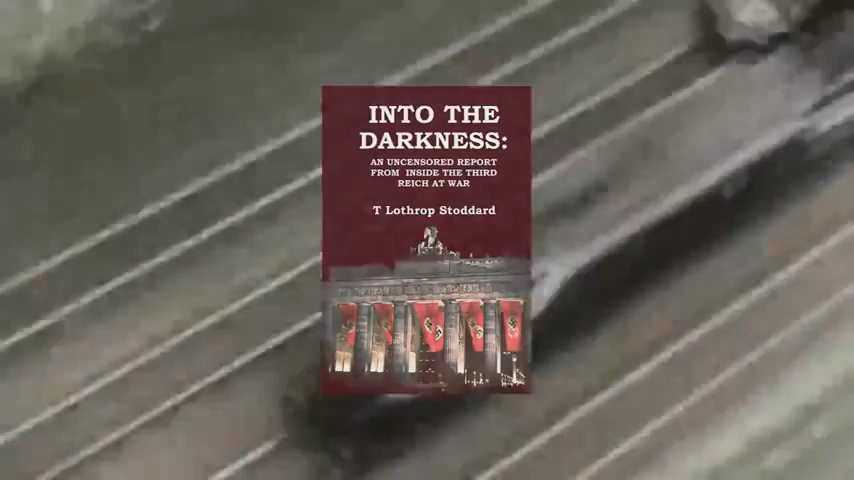 INTO THE
DARKNESS:
AN UNCENSORED REPORT
FROM INSIDE THE THIRD
REICH AT WAR
T Lothrop Stoddard